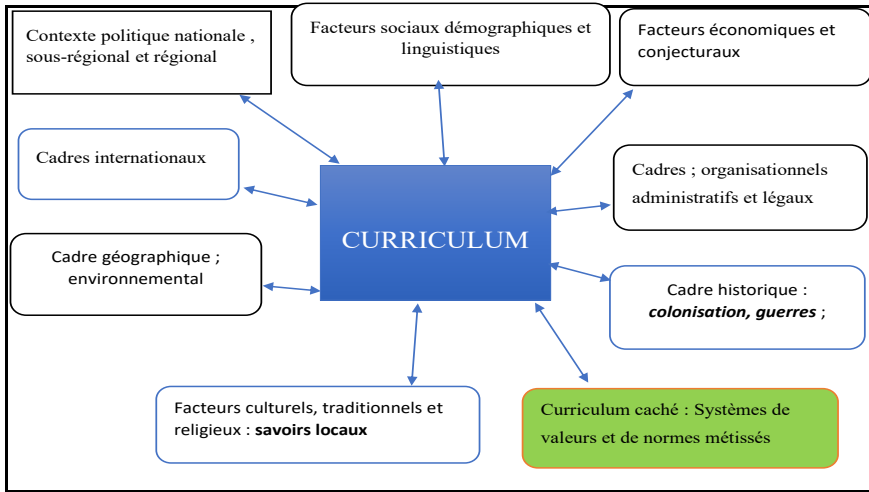 Contexte politique nationale ,
sous-régional et régional
Facteurs sociaux démographiques et
linguistiques
Facteurs économiques et
conjecturaux
Cadres internationaux
Cadres ; organisationnels
administratifs et légaux
CURRICULUM
Cadre géographique ;
environnemental
Cadre historique :
colonisation, guerres ;
Facteurs culturels, traditionnels et
religieux : savoirs locaux
Curriculum caché : Systèmes de
valeurs et de normes métissés